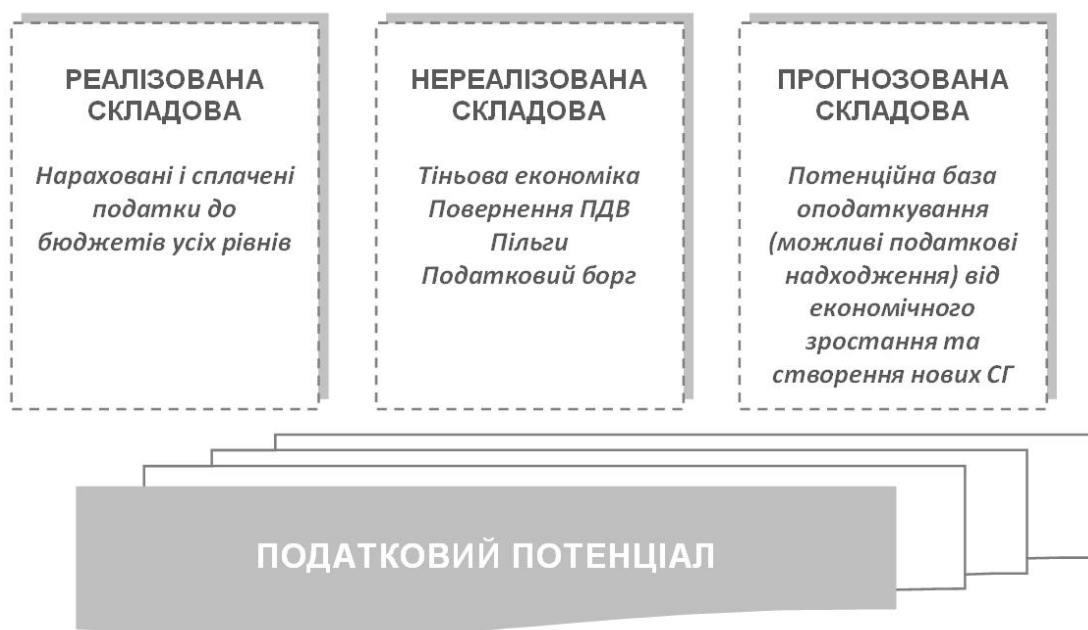 РЕАЛІЗОВАНА
СКЛАДОВА
Нараховані і сплачені
податки до
бюджетів усіх рівнів
НЕРЕАЛІЗОВАНА
СКЛАДОВА
Тіньова економіка
Повернення ПДВ
Пільги
Податковий борг
ПРОГНОЗОВАНА
СКЛАДОВА
Потенційна база
оподаткування
(можливі податкові
надходження) від
економічного
зростання та
створення нових СГ
ПОДАТКОВИЙ ПОТЕНЦІАЛ